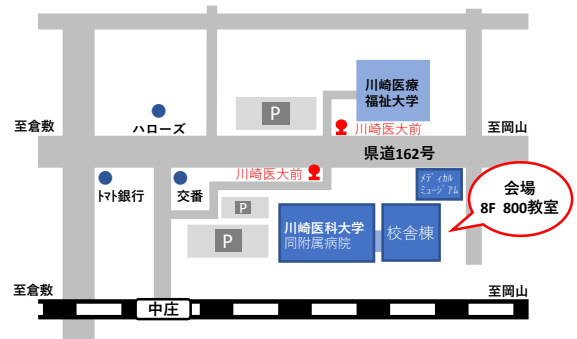 川崎医療
福祉大学
P
至倉敷
ハローズ
川崎医大前
至岡山
県道162号
川崎医大前
ﾄﾏﾄ銀行
交番
ﾒﾃﾞｨｶﾙ
ﾐｭｰｼﾞｱﾑ
会場
8F 800教室
P
川崎医科大学
同附属病院
校舎棟
P
至倉敷
至岡山
中庄